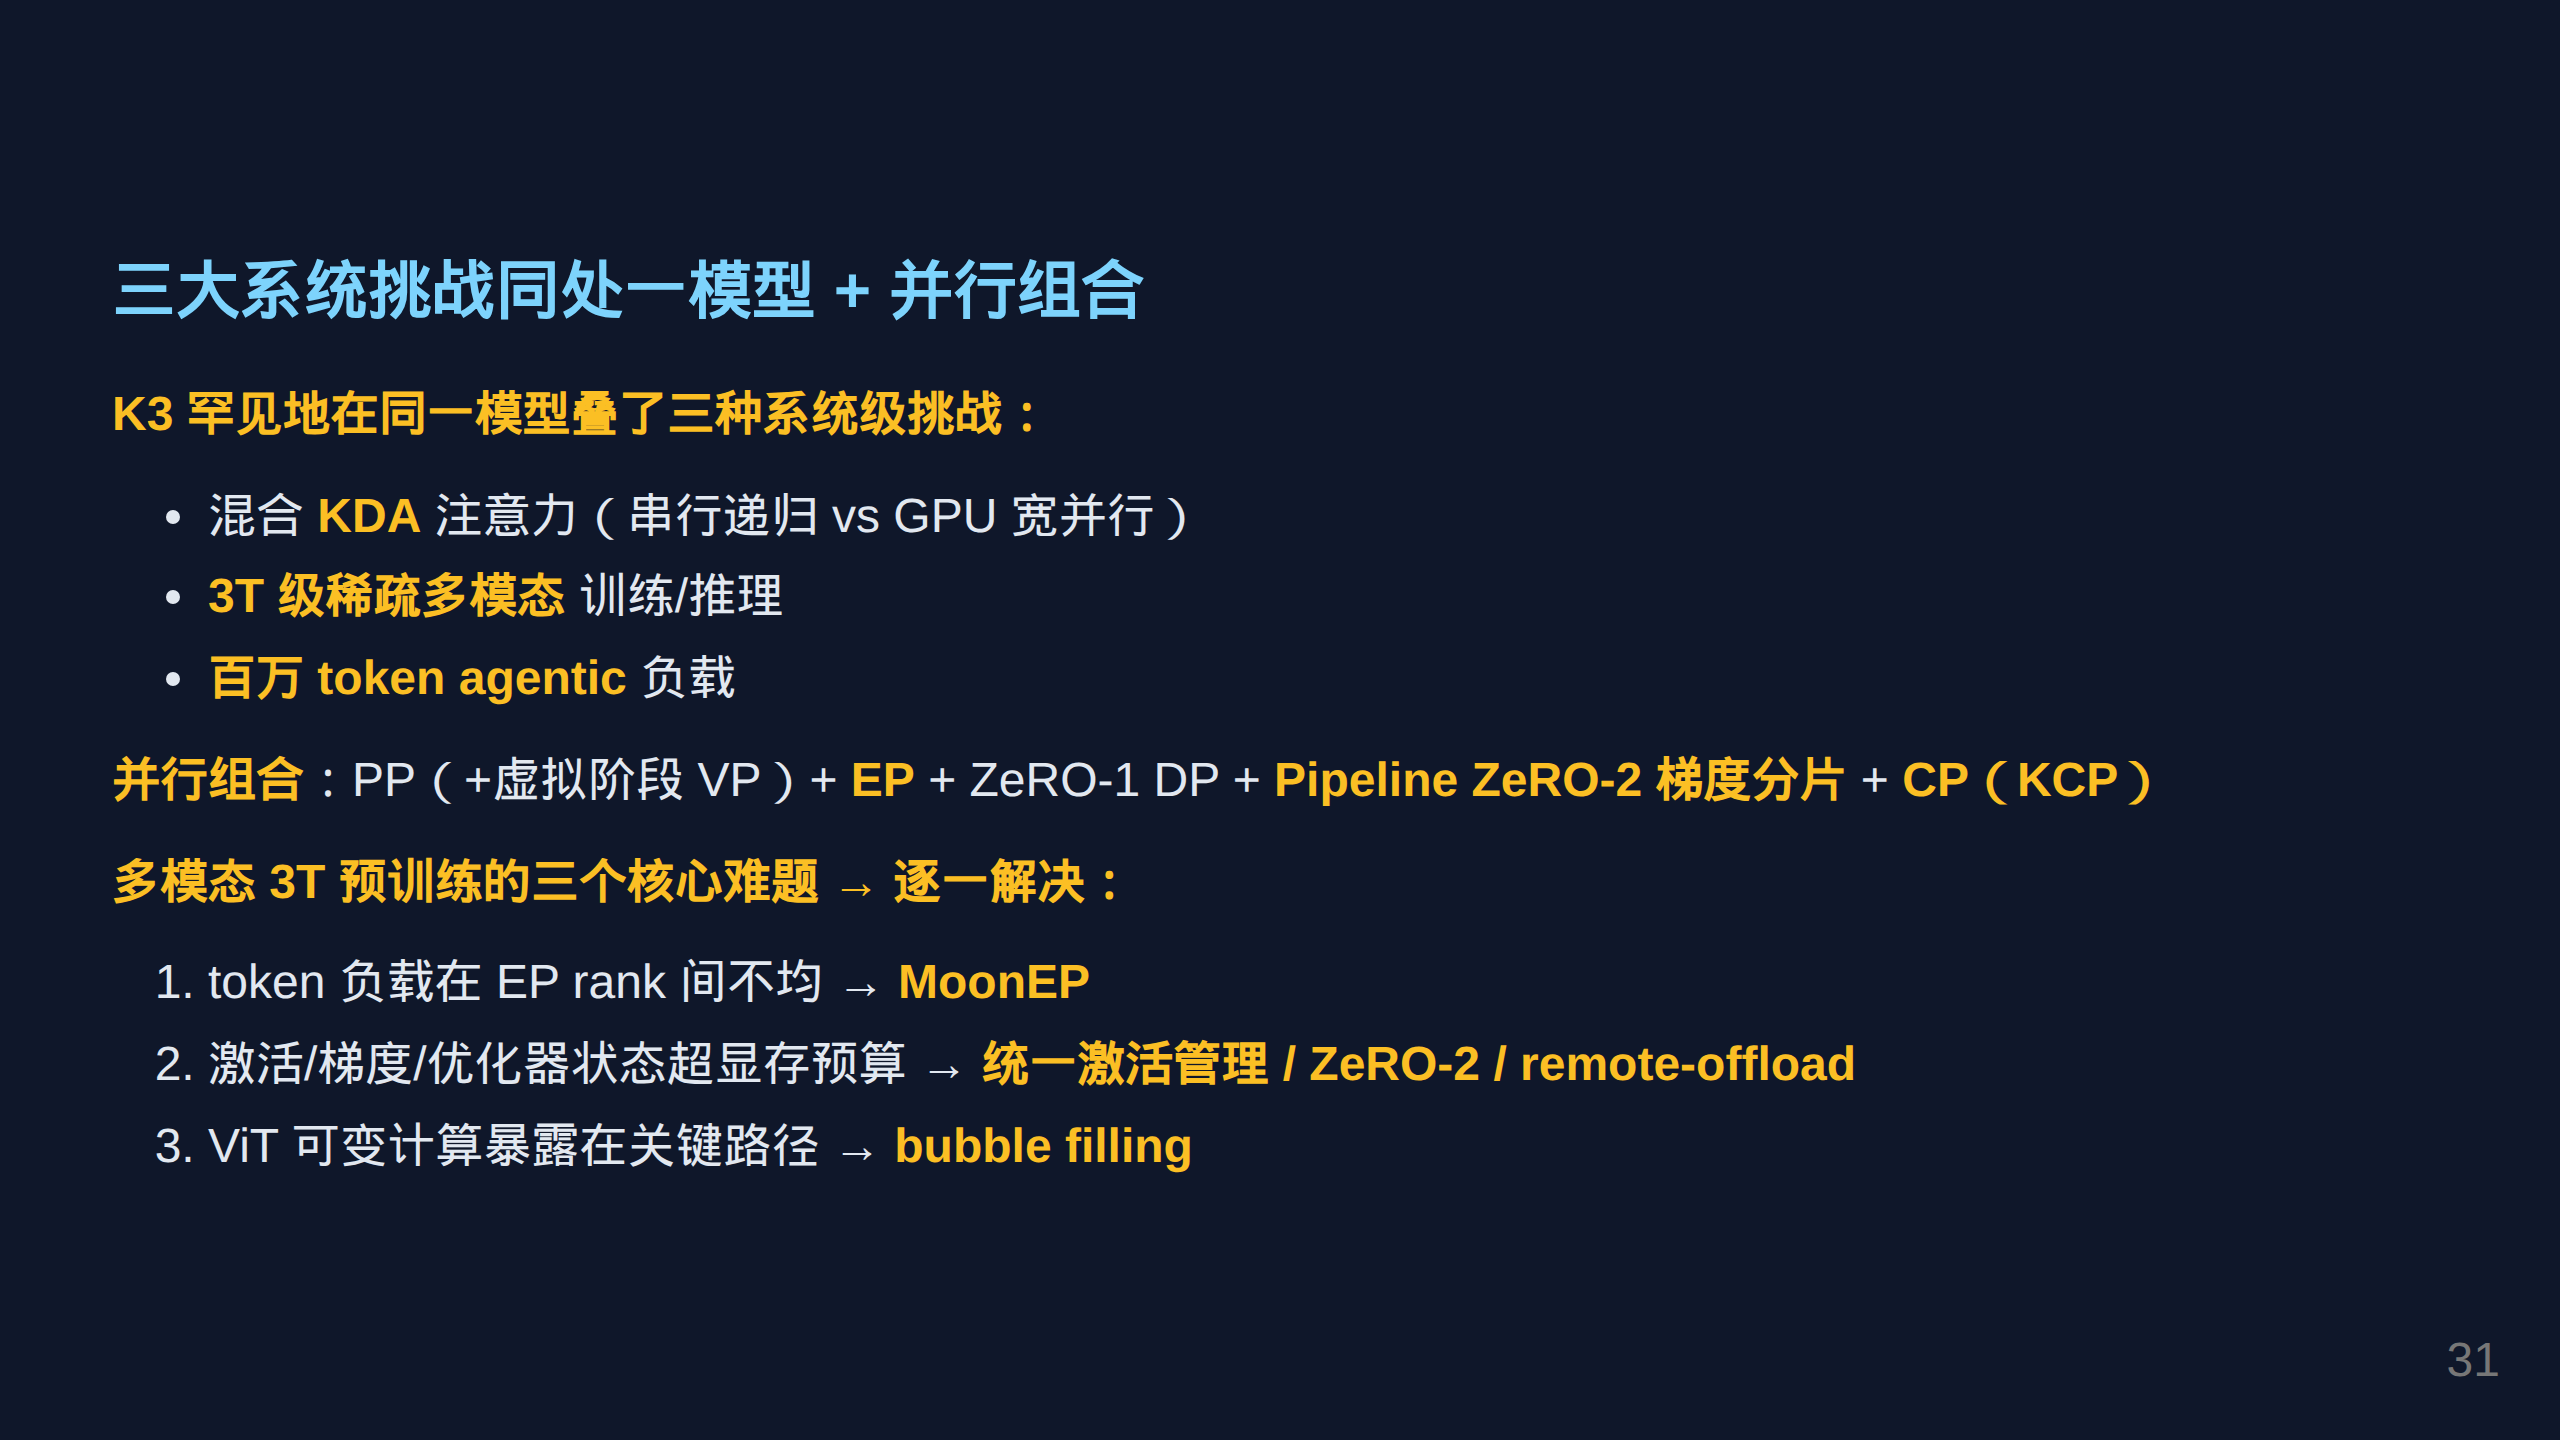 三大系统挑战同处一模型 + 并行组合
K3 罕见地在同一模型叠了三种系统级挑战：
• 混合 KDA 注意力（串行递归 vs GPU 宽并行）
• 3T 级稀疏多模态 训练/推理
• 百万 token agentic 负载
并行组合：PP（+虚拟阶段 VP）+ EP + ZeRO-1 DP + Pipeline ZeRO-2 梯度分片 + CP（KCP）
多模态 3T 预训练的三个核心难题 → 逐一解决：
1. token 负载在 EP rank 间不均 → MoonEP
2. 激活/梯度/优化器状态超显存预算 → 统一激活管理 / ZeRO-2 / remote-offload
3. ViT 可变计算暴露在关键路径 → bubble filling
31